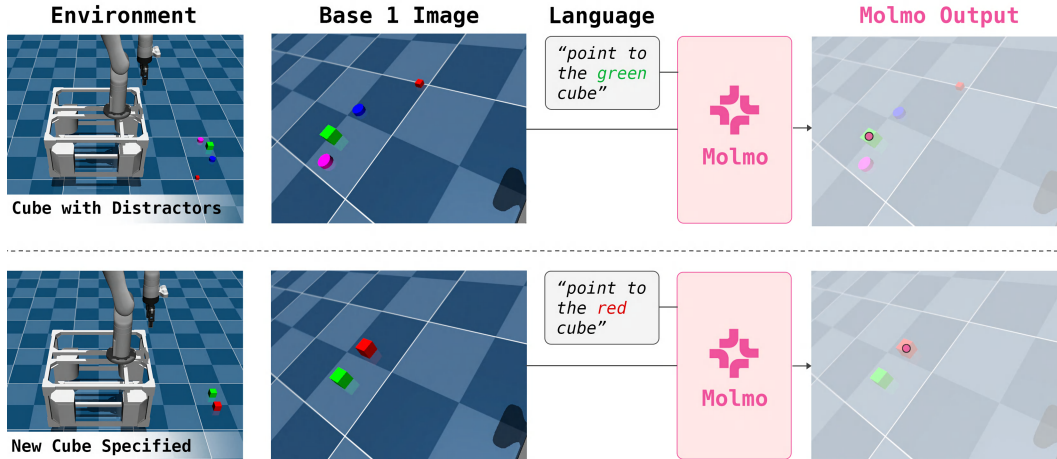 Environment
Base 1 Image
Language
Molmo Output
“point to
the green
cube”
Molmo
Cube with Distractors
“point to
the red
cube”
Molmo
New Cube Specified